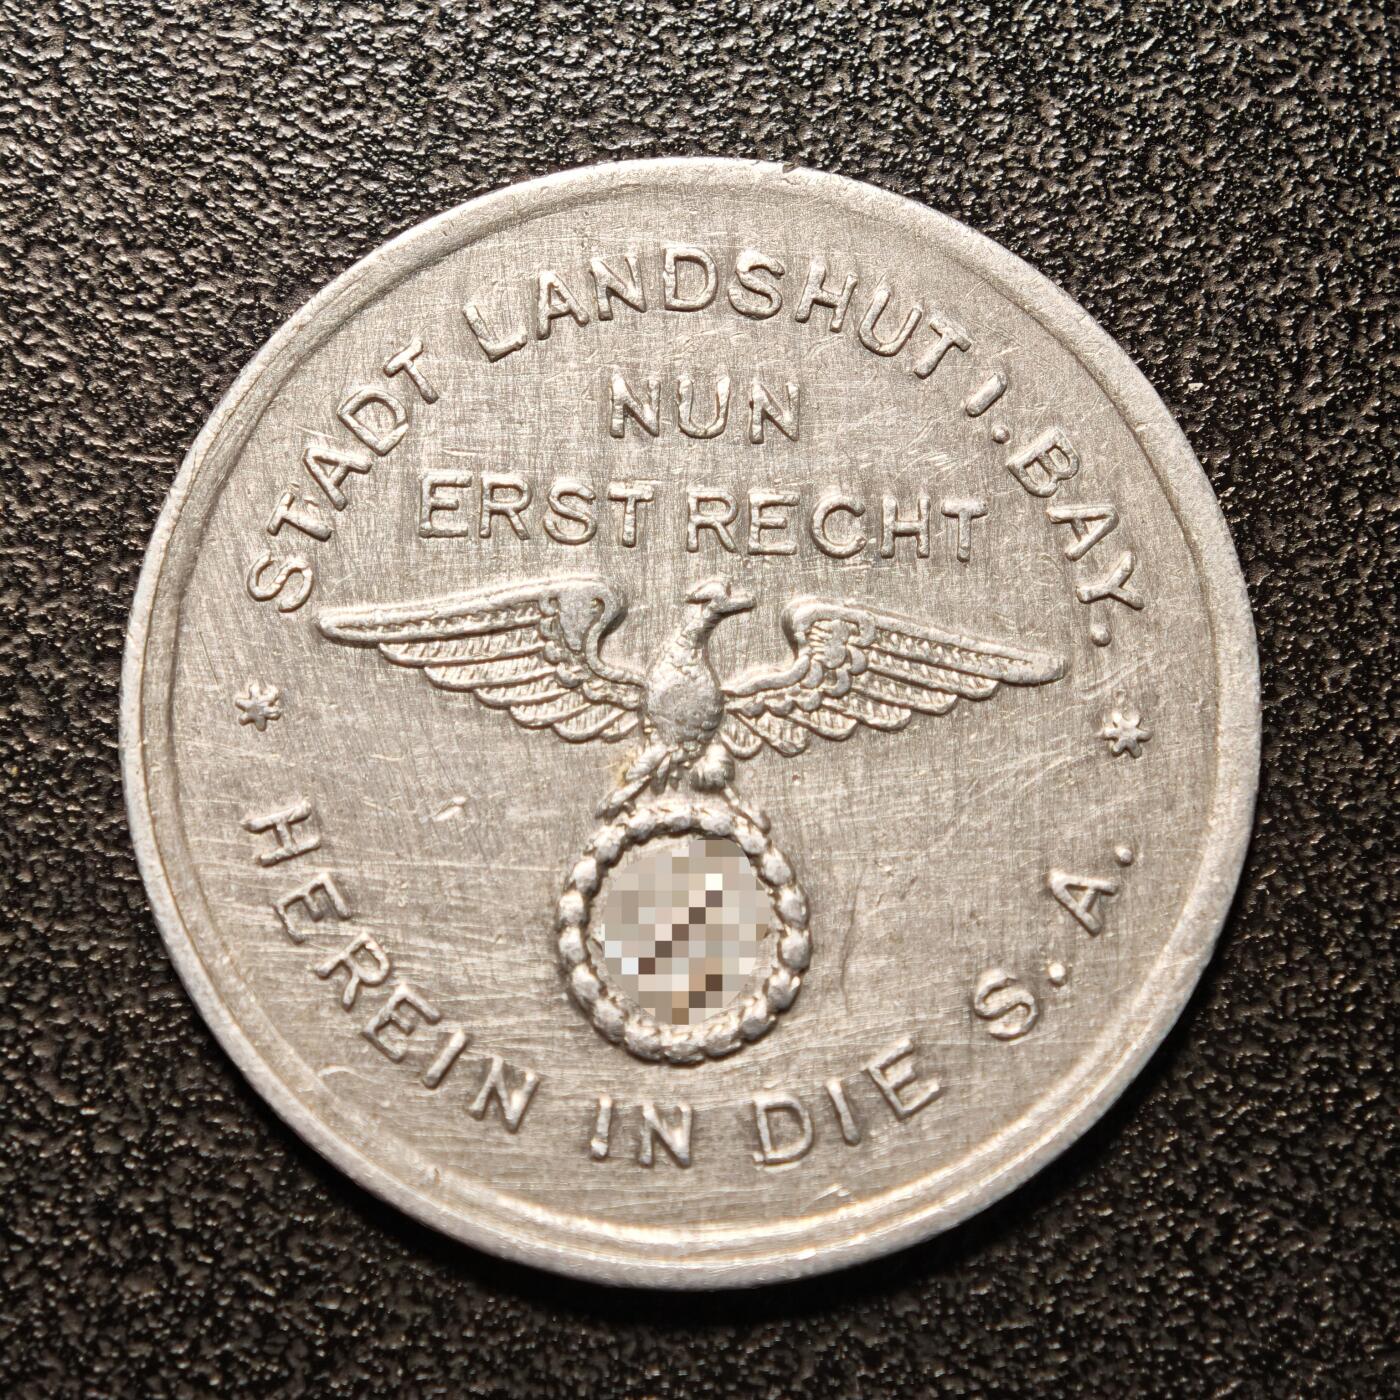 STADT LANDSHUT I. BAY.
NUN
ERST RECHT
HEREIN IN DIE S. A.